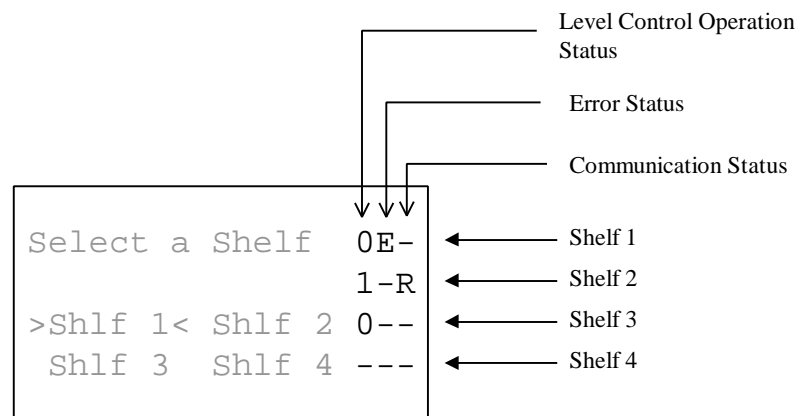 Level Control Operation
Status
Error Status
Communication Status
Select a Shelf 0E-
1-R
>Shlf 1< Shlf 2 0--
Shlf 3 Shlf 4 ---
Shelf 1
Shelf 2
Shelf 3
Shelf 4